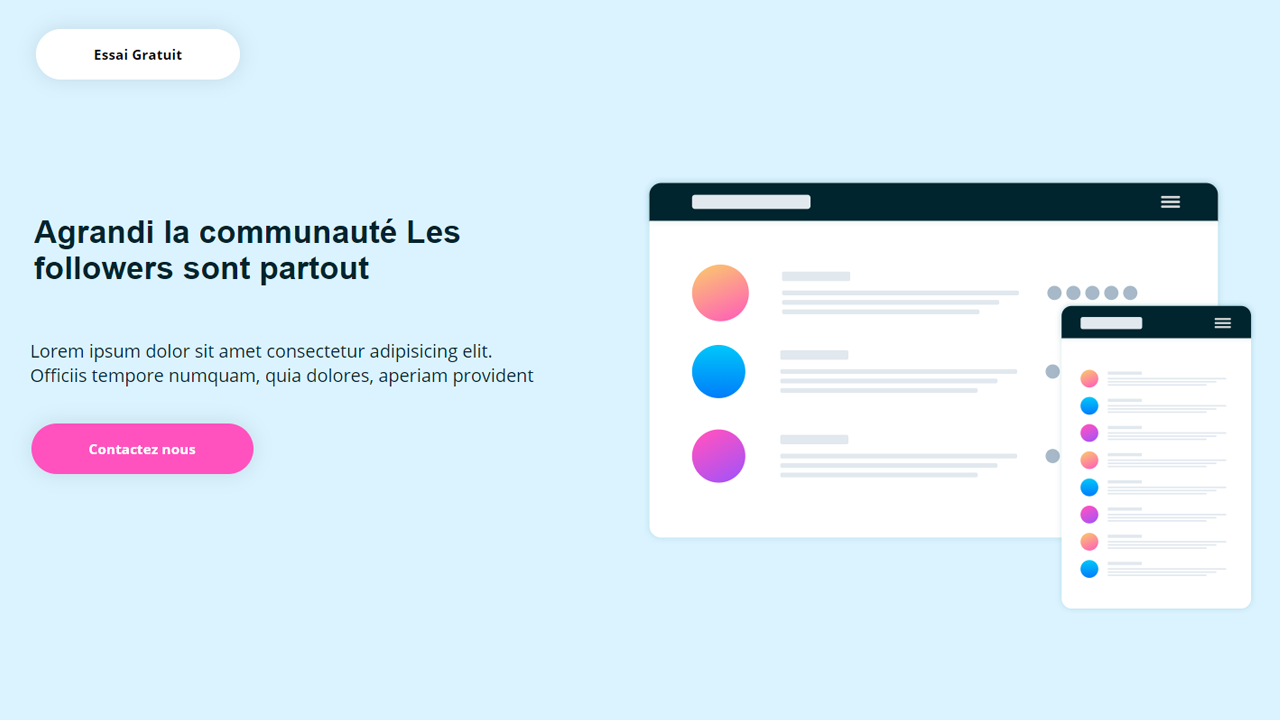 Essai Gratuit
Agrandi la communauté Les
followers sont partout
Lorem ipsum dolor sit amet consectetur adipisicing elit.
Officiis tempore numquam, quia dolores, aperiam provident
Contactez nous